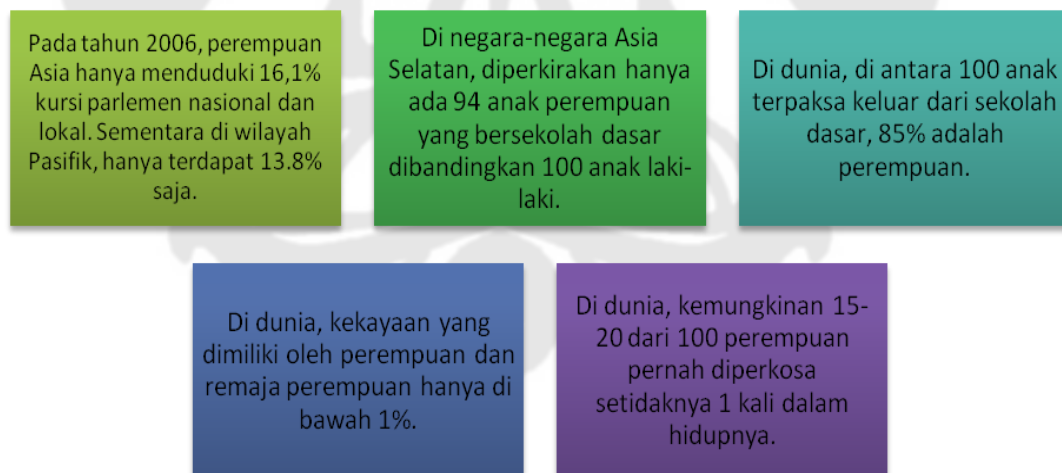 Pada tahun 2006, perempuan
Asia hanya menduduki 16,1%
kursi parlemen nasional dan
lokal. Sementara di wilayah
Pasifik, hanya terdapat 13.8%
saja.
Di negara-negara Asia
Selatan, diperkirakan hanya
ada 94 anak perempuan
yang bersekolah dasar
dibandingkan 100 anak laki-
laki.
Di dunia, di antara 100 anak
terpaksa keluar dari sekolah
dasar, 85% adalah
perempuan.
Di dunia, kekayaan yang
dimiliki oleh perempuan dan
remaja perempuan hanya di
bawah 1%.
Di dunia, kemungkinan 15-
20 dari 100 perempuan
pernah diperkosa
setidaknya 1 kali dalam
hidupnya.